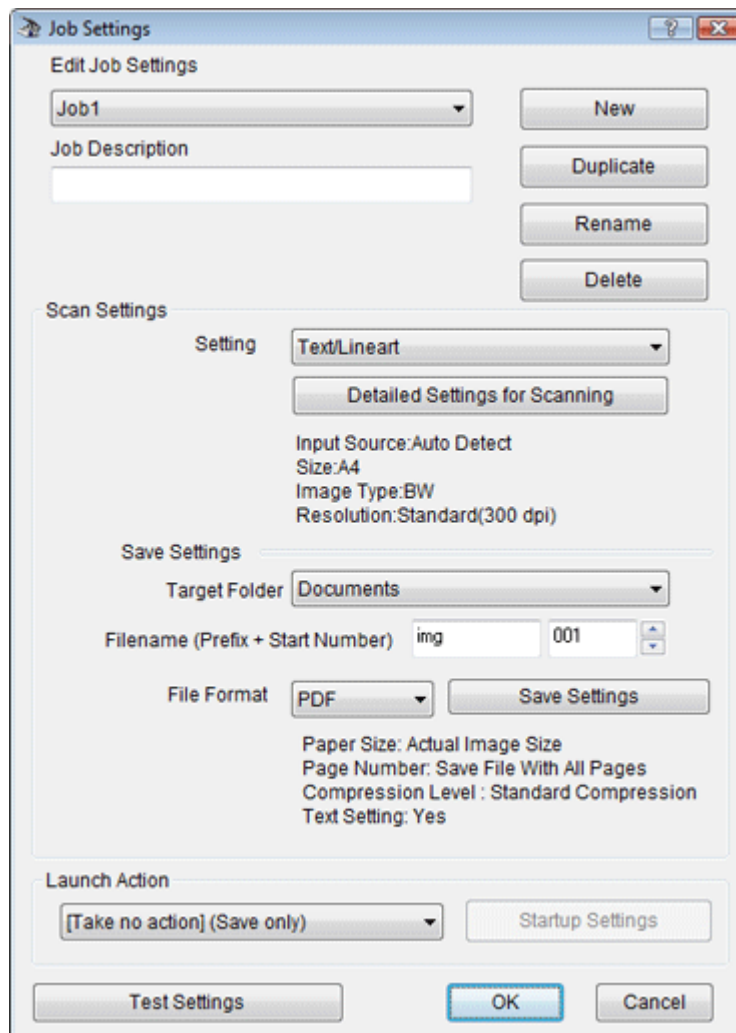 Job Settings
Edit Job Settings
Job1
New
Job Description
Duplicate
Rename
Delete
Scan Settings
Setting
Text/Lineart
Detailed Settings for Scanning
Input Source:Auto Detect
Size:A4
Image Type:BW
Resolution:Standard(300 dpi)
Save Settings
Target Folder
Documents
Filename (Prefix + Start Number)
img
001
File Format
PDF
Save Settings
Paper Size: Actual Image Size
Page Number: Save File With All Pages
Compression Level : Standard Compression
Text Setting: Yes
Launch Action
[Take no action] (Save only)
Startup Settings
Test Settings
OK
Cancel